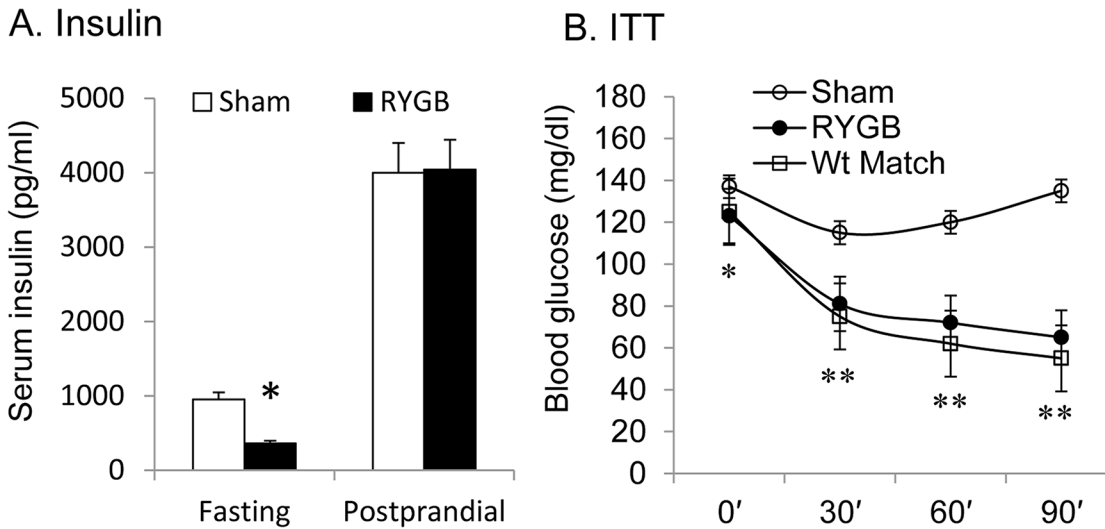 A. Insulin
Serum insulin (pg/ml)
5000
4000
3000
2000
1000
0
Sham
RYGB
*
Fasting
Postprandial
B. ITT
Blood glucose (mg/dl)
180
160
140
120
100
80
60
40
20
0
Sham
RYGB
Wt Match
*
**
**
**
0′
30′
60′
90′